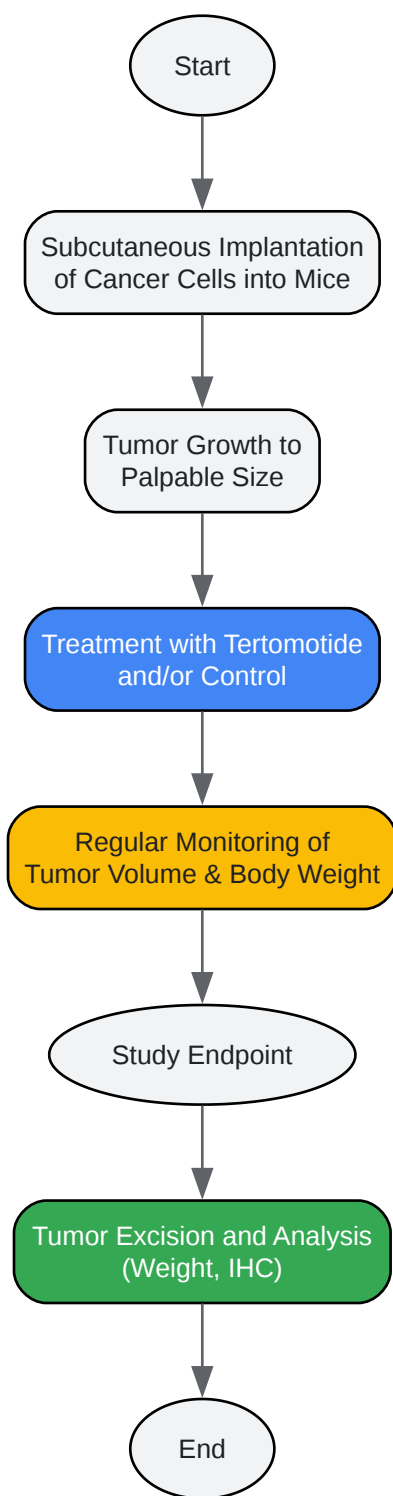 Start
Subcutaneous Implantation
of Cancer Cells into Mice
Tumor Growth to
Palpable Size
Treatment with Tertomotide
and/or Control
Regular Monitoring of
Tumor Volume & Body Weight
Study Endpoint
Tumor Excision and Analysis
(Weight, IHC)
End